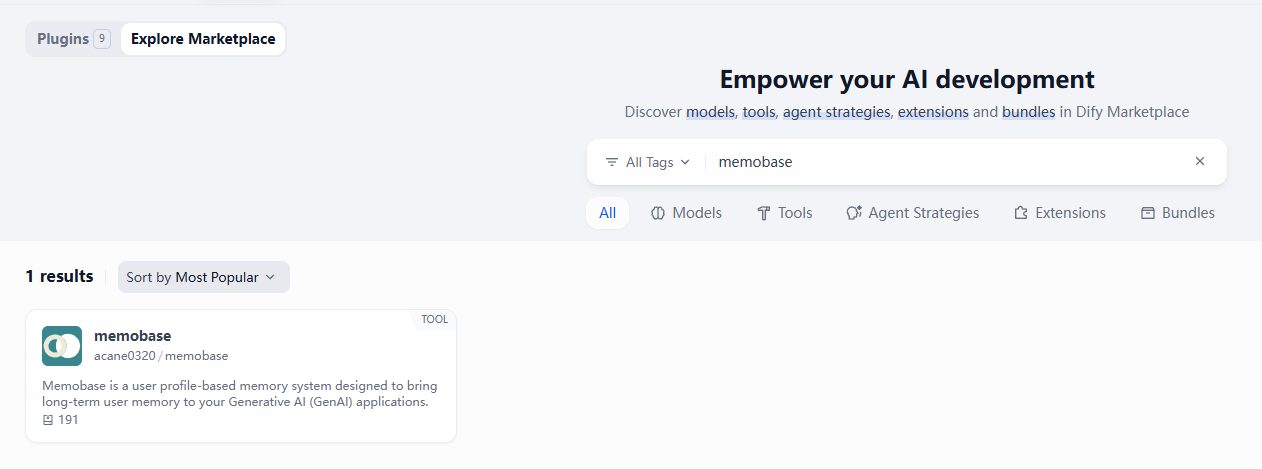 Plugins 9 Explore Marketplace
Empower your AI development
Discover models, tools, agent strategies, extensions and bundles in Dify Marketplace
All Tags memobase
All Models Tools Agent Strategies Extensions Bundles
1 results Sort by Most Popular
TOOL
memobase
acane0320 / memobase
Memobase is a user profile-based memory system designed to bring
long-term user memory to your Generative AI (GenAI) applications.
191